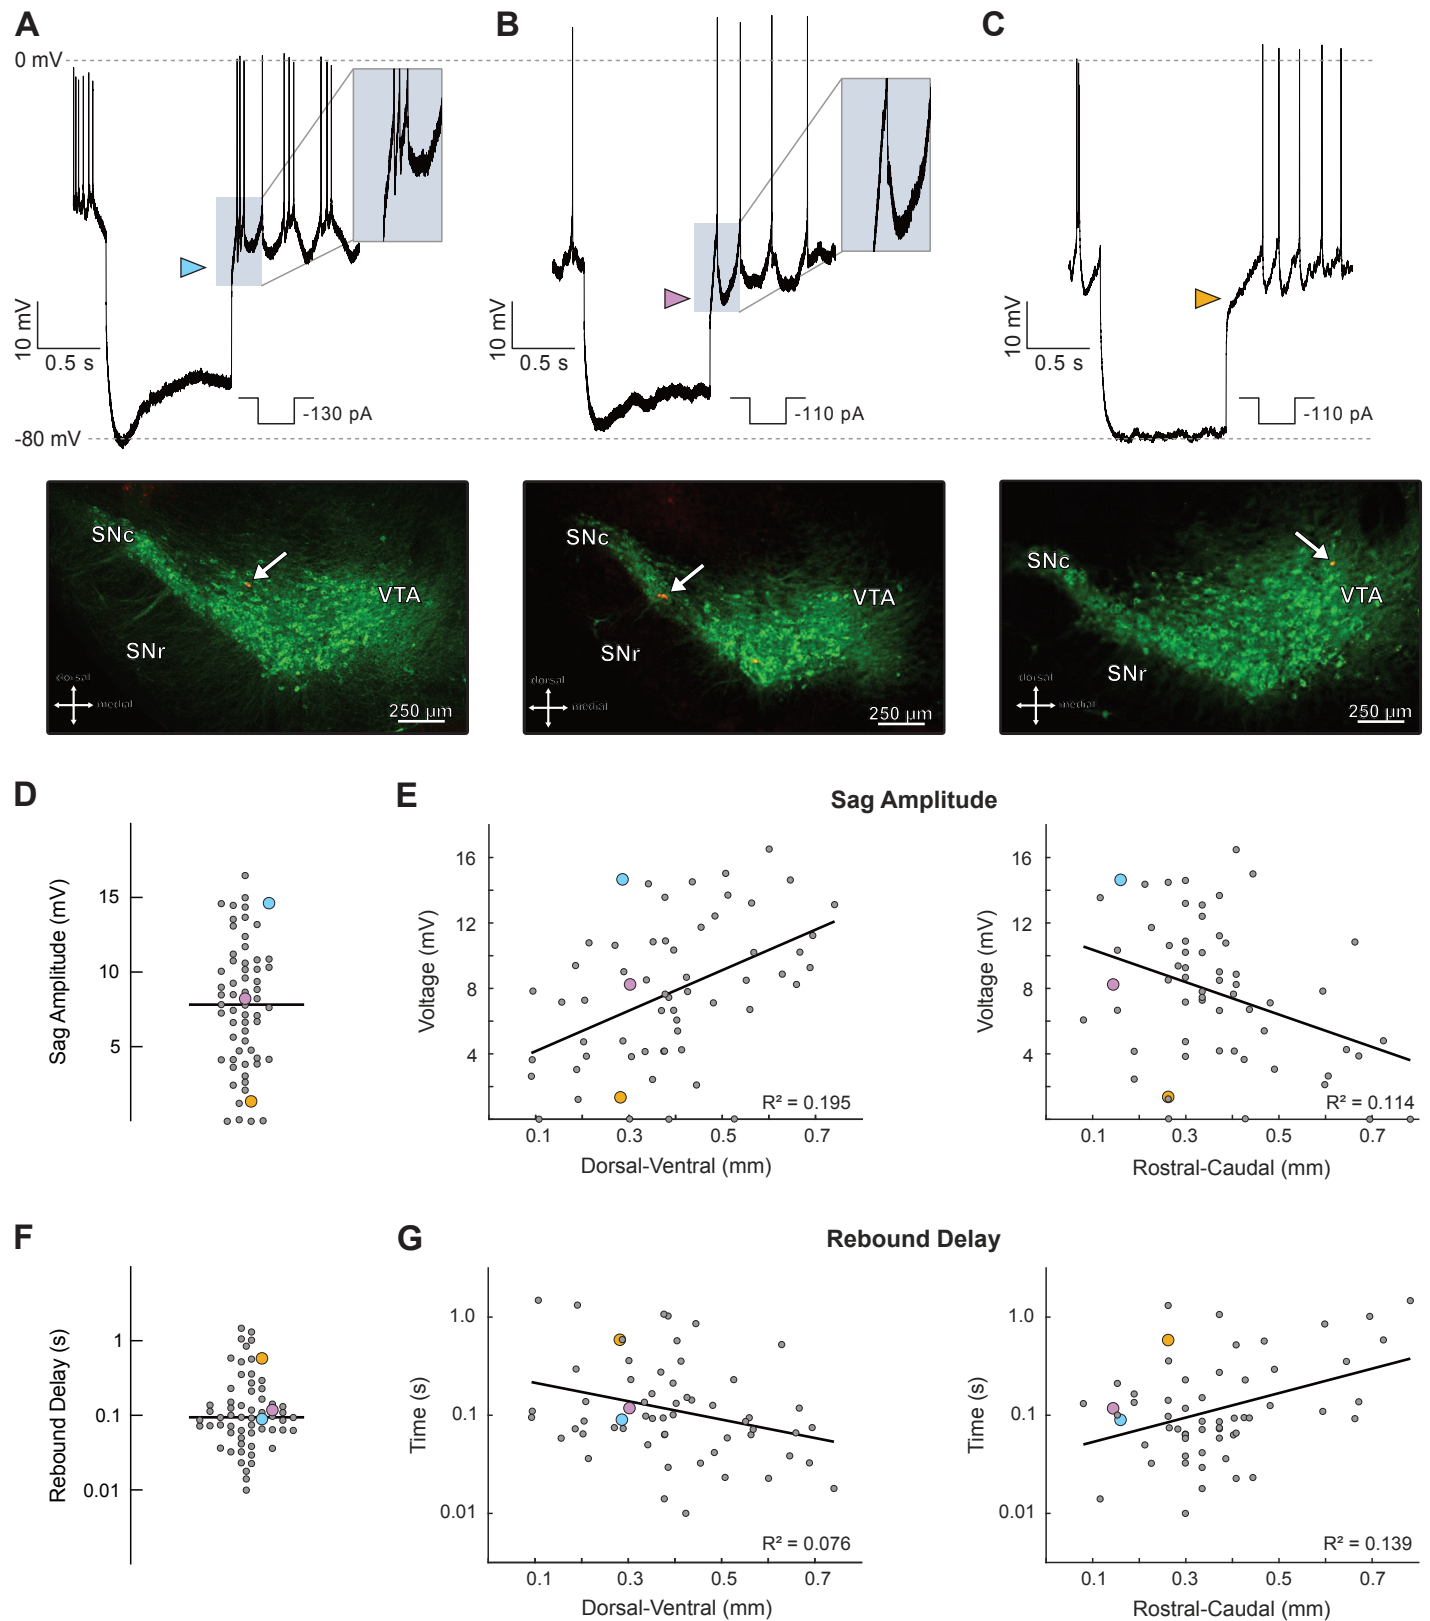 A
B
C
0 mV
10 mV
0.5 s
-130 pA
10 mV
0.5 s
-110 pA
10 mV
0.5 s
-110 pA
-80 mV
SNc
VTA
SNr
dorsal
medial
250 µm
SNc
VTA
SNr
dorsal
medial
250 µm
SNc
VTA
SNr
dorsal
medial
250 µm
D
Sag Amplitude (mV)
15
10
5
E
Sag Amplitude
Voltage (mV)
16
12
8
4
R² = 0.195
0.1 0.3 0.5 0.7
Dorsal-Ventral (mm)
Voltage (mV)
16
12
8
4
R² = 0.114
0.1 0.3 0.5 0.7
Rostral-Caudal (mm)
F
Rebound Delay (s)
1
0.1
0.01
G
Rebound Delay
Time (s)
1.0
0.1
0.01
R² = 0.076
0.1 0.3 0.5 0.7
Dorsal-Ventral (mm)
Time (s)
1.0
0.1
0.01
R² = 0.139
0.1 0.3 0.5 0.7
Rostral-Caudal (mm)